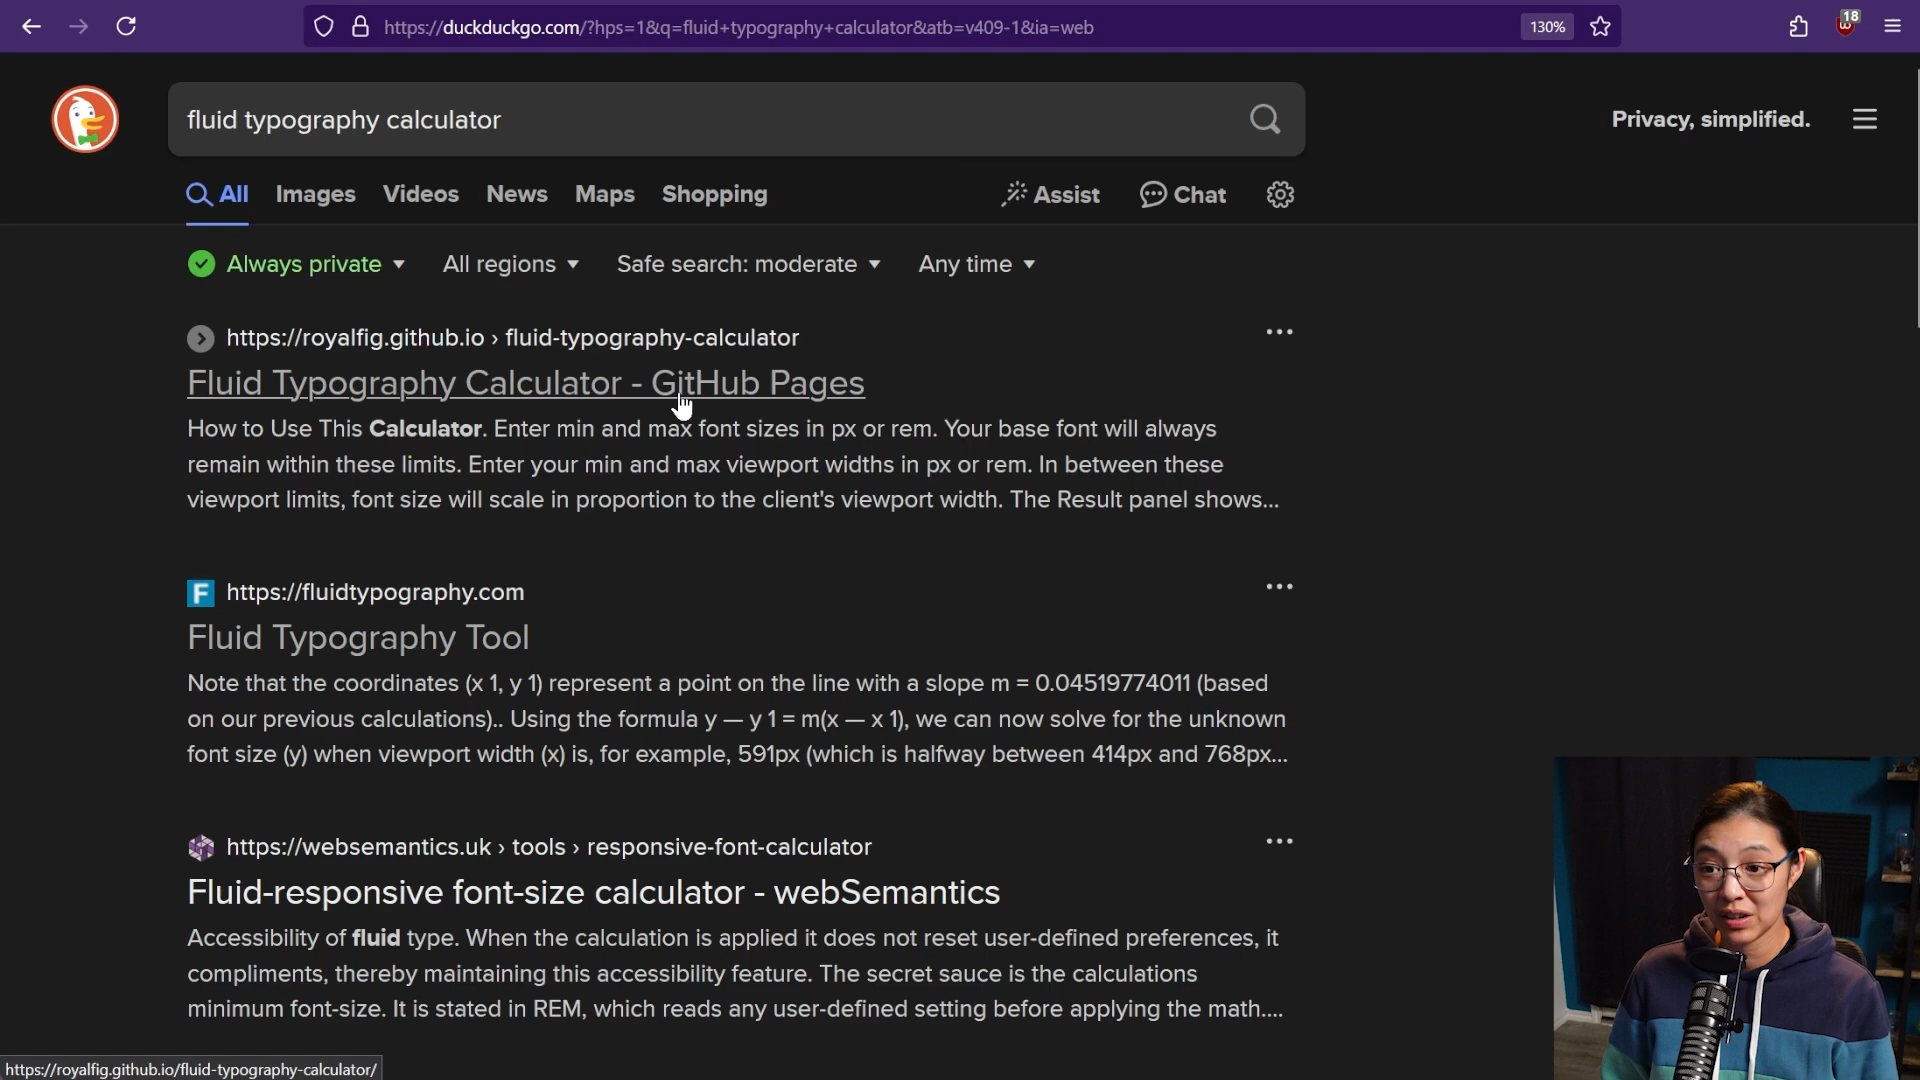 https://duckduckgo.com/?hps=1&q=fluid+typography+calculator&atb=v409-1&ia=web
130%
18
fluid typography calculator
Privacy, simplified.
All Images Videos News Maps Shopping Assist Chat
Always private All regions Safe search: moderate Any time
https://royalfig.github.io › fluid-typography-calculator
Fluid Typography Calculator - GitHub Pages
How to Use This Calculator. Enter min and max font sizes in px or rem. Your base font will always
remain within these limits. Enter your min and max viewport widths in px or rem. In between these
viewport limits, font size will scale in proportion to the client's viewport width. The Result panel shows...
F https://fluidtypography.com
Fluid Typography Tool
Note that the coordinates (x 1, y 1) represent a point on the line with a slope m = 0.04519774011 (based
on our previous calculations).. Using the formula y — y 1 = m(x — x 1), we can now solve for the unknown
font size (y) when viewport width (x) is, for example, 591px (which is halfway between 414px and 768px...
https://websemantics.uk › tools › responsive-font-calculator
Fluid-responsive font-size calculator - webSemantics
Accessibility of fluid type. When the calculation is applied it does not reset user-defined preferences, it
compliments, thereby maintaining this accessibility feature. The secret sauce is the calculations
minimum font-size. It is stated in REM, which reads any user-defined setting before applying the math....
https://royalfig.github.io/fluid-typography-calculator/